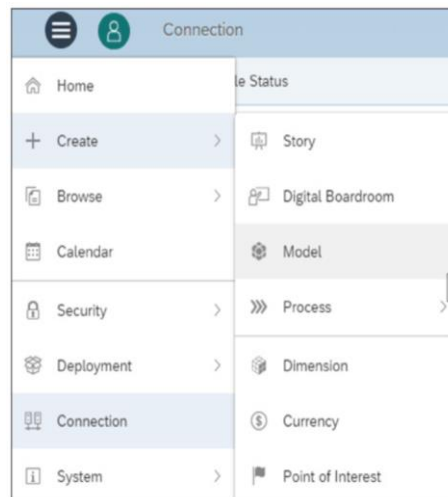 Connection
Home
le Status
Create
Browse
Calendar
Security
Deployment
Connection
System
Story
Digital Boardroom
Model
Process
Dimension
Currency
Point of Interest